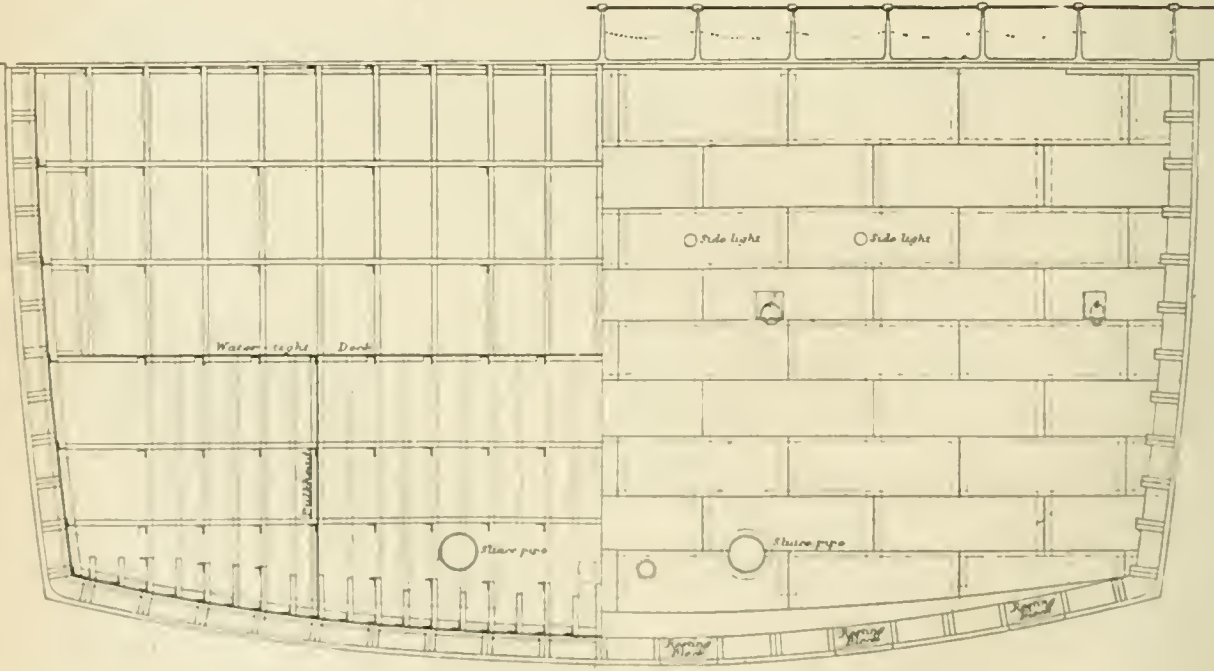 Side light
Side light
Water-tight Deck
Bulkhead
Sluice pipe
Sluice pipe